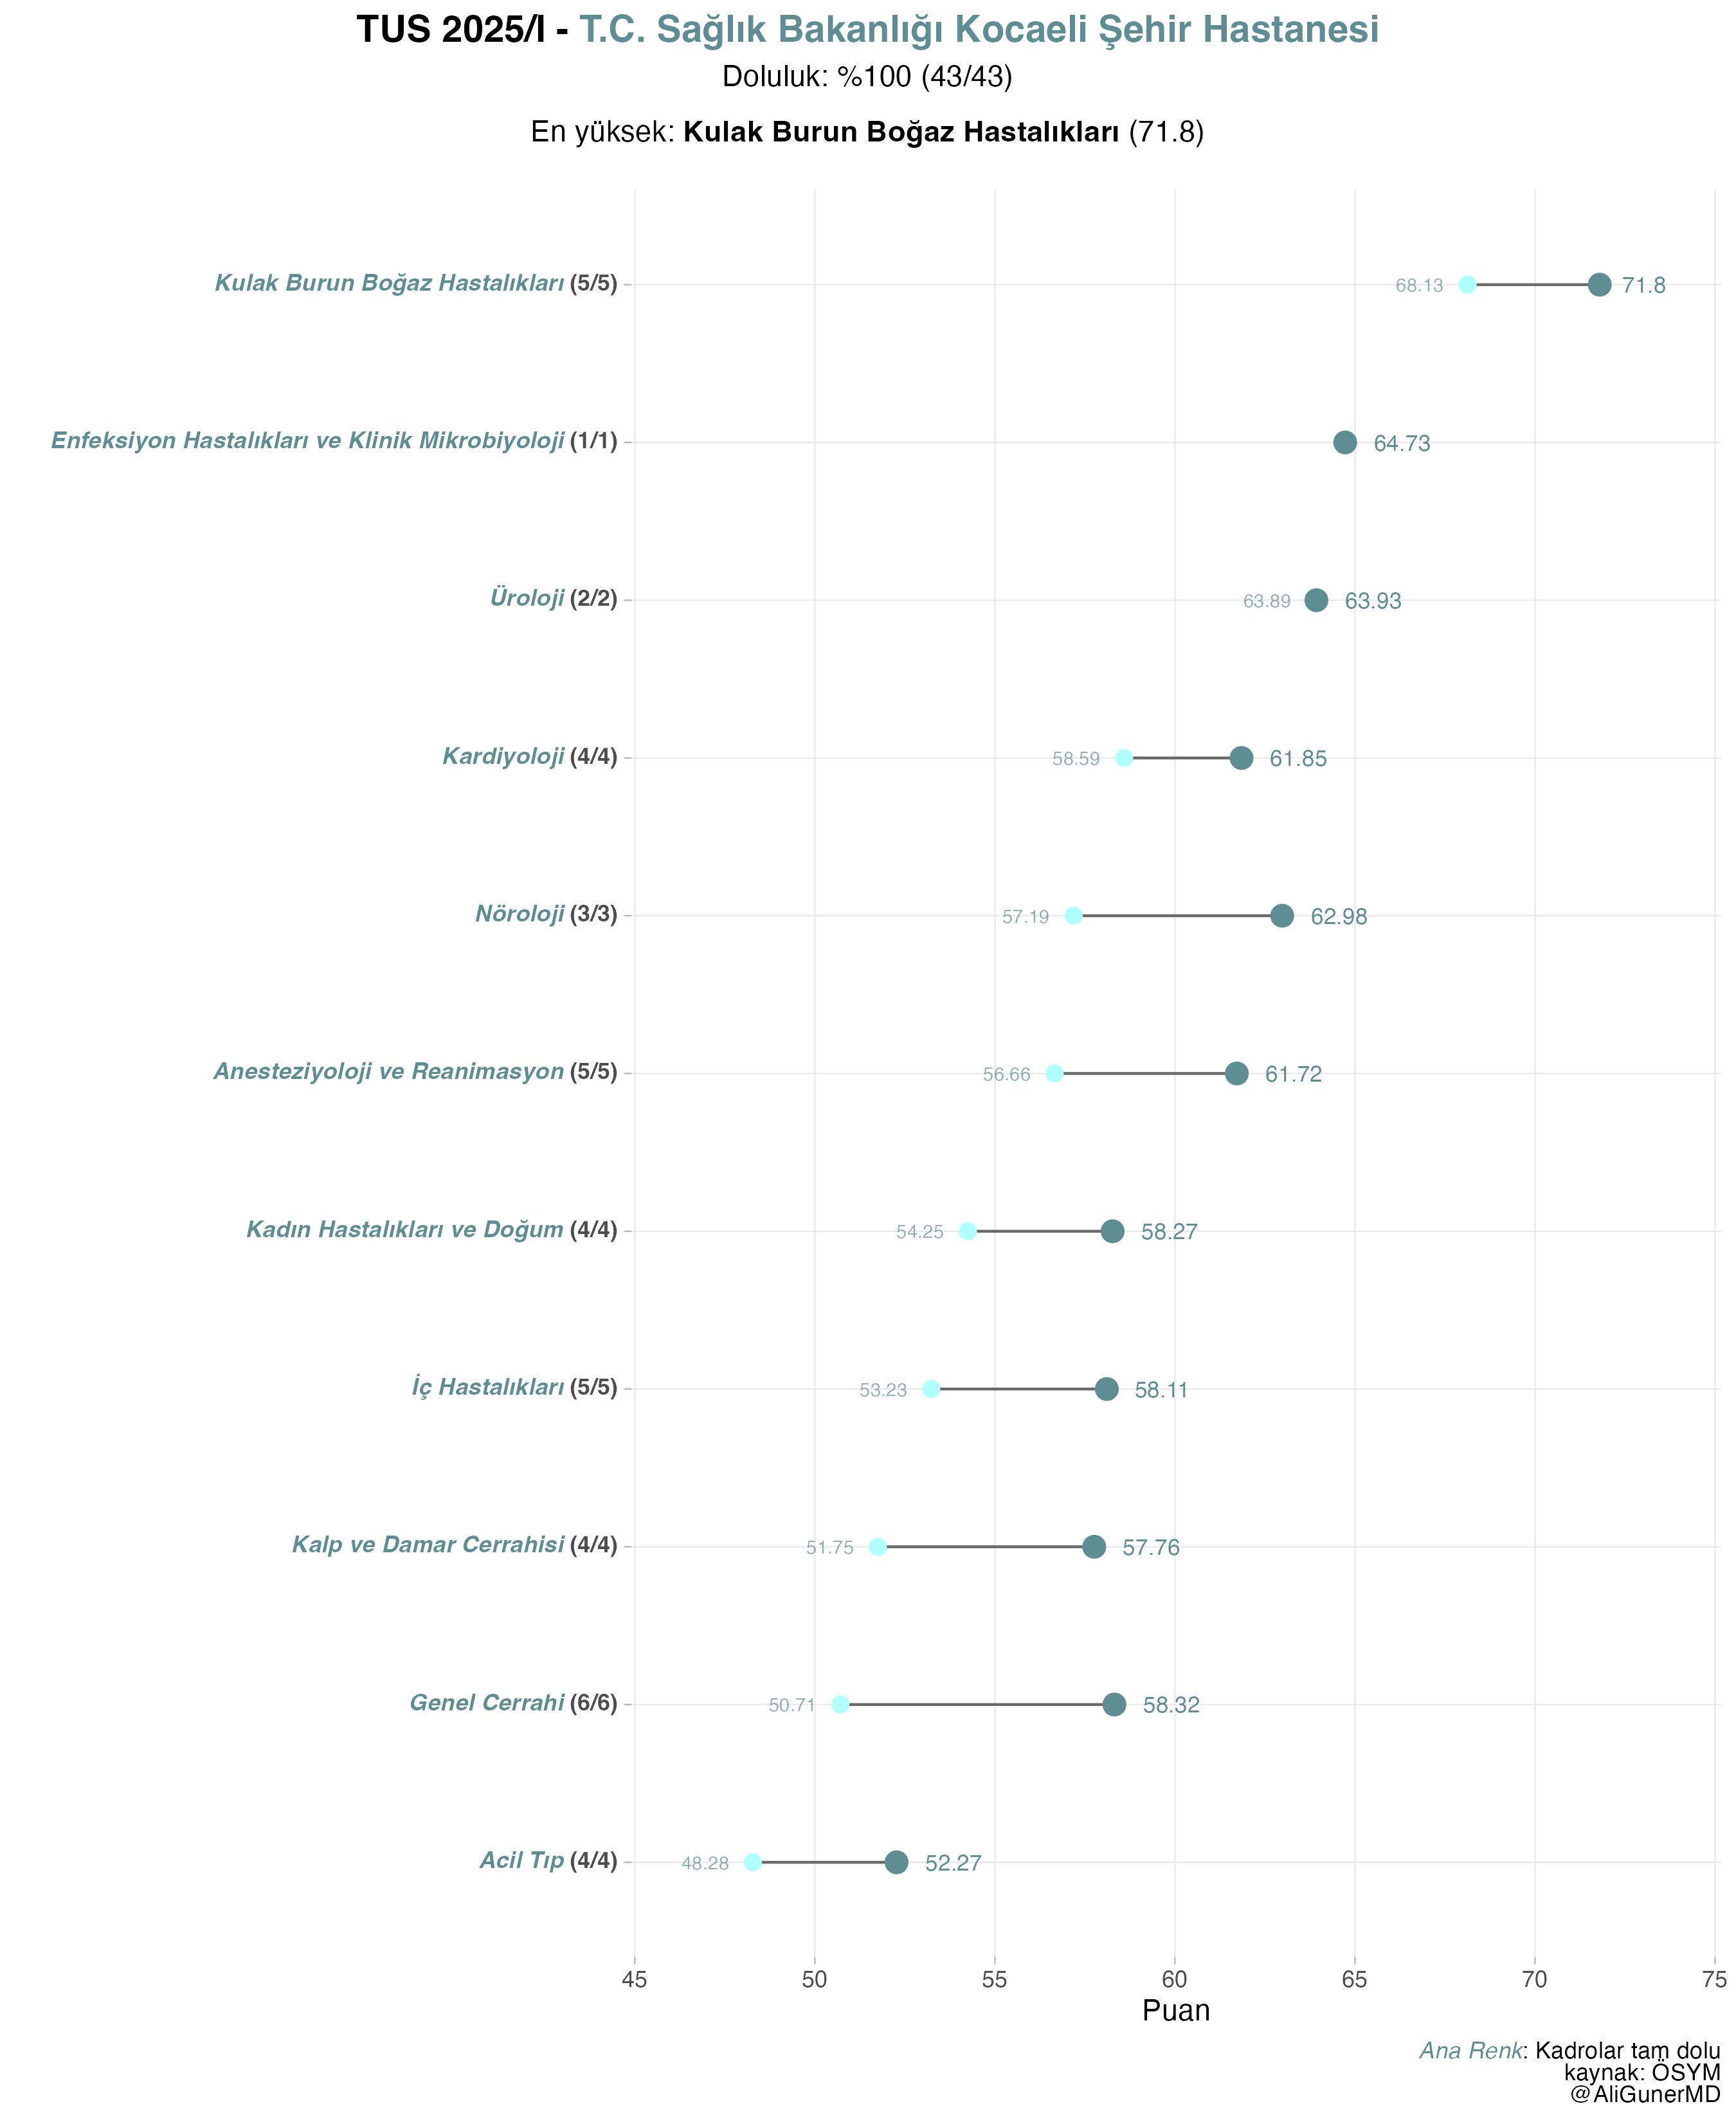 TUS 2025/I - T.C. Sağlık Bakanlığı Kocaeli Şehir Hastanesi
Doluluk: %100 (43/43)
En yüksek: Kulak Burun Boğaz Hastalıkları (71.8)
Kulak Burun Boğaz Hastalıkları (5/5) 68.13 71.8
Enfeksiyon Hastalıkları ve Klinik Mikrobiyoloji (1/1) 64.73
Üroloji (2/2) 63.89 63.93
Kardiyoloji (4/4) 58.59 61.85
Nöroloji (3/3) 57.19 62.98
Anesteziyoloji ve Reanimasyon (5/5) 56.66 61.72
Kadın Hastalıkları ve Doğum (4/4) 54.25 58.27
İç Hastalıkları (5/5) 53.23 58.11
Kalp ve Damar Cerrahisi (4/4) 51.75 57.76
Genel Cerrahi (6/6) 50.71 58.32
Acil Tıp (4/4) 48.28 52.27
45 50 55 60 65 70 75
Puan
Ana Renk: Kadrolar tam dolu
kaynak: ÖSYM
@AliGunerMD